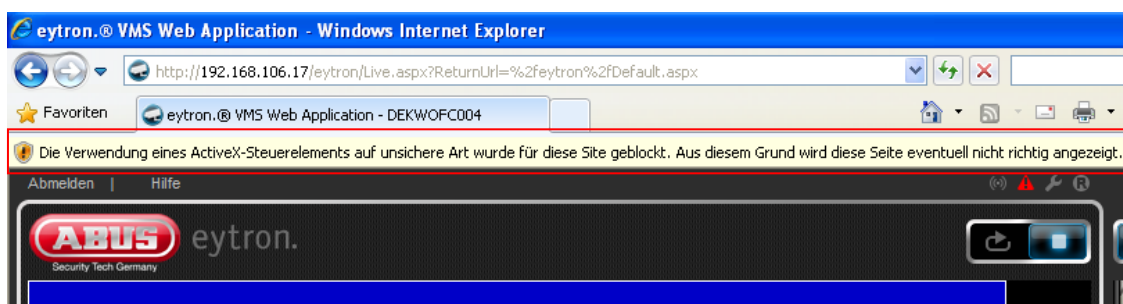 eytron.® VMS Web Application - Windows Internet Explorer
http://192.168.106.17/eytron/Live.aspx?ReturnUrl=%2feytron%2fDefault.aspx
Favoriten eytron.® VMS Web Application - DEKWOFC004
Die Verwendung eines ActiveX-Steuerelements auf unsichere Art wurde für diese Site geblockt. Aus diesem Grund wird diese Seite eventuell nicht richtig angezeigt.
Abmelden | Hilfe
ABUS eytron.
Security Tech Germany